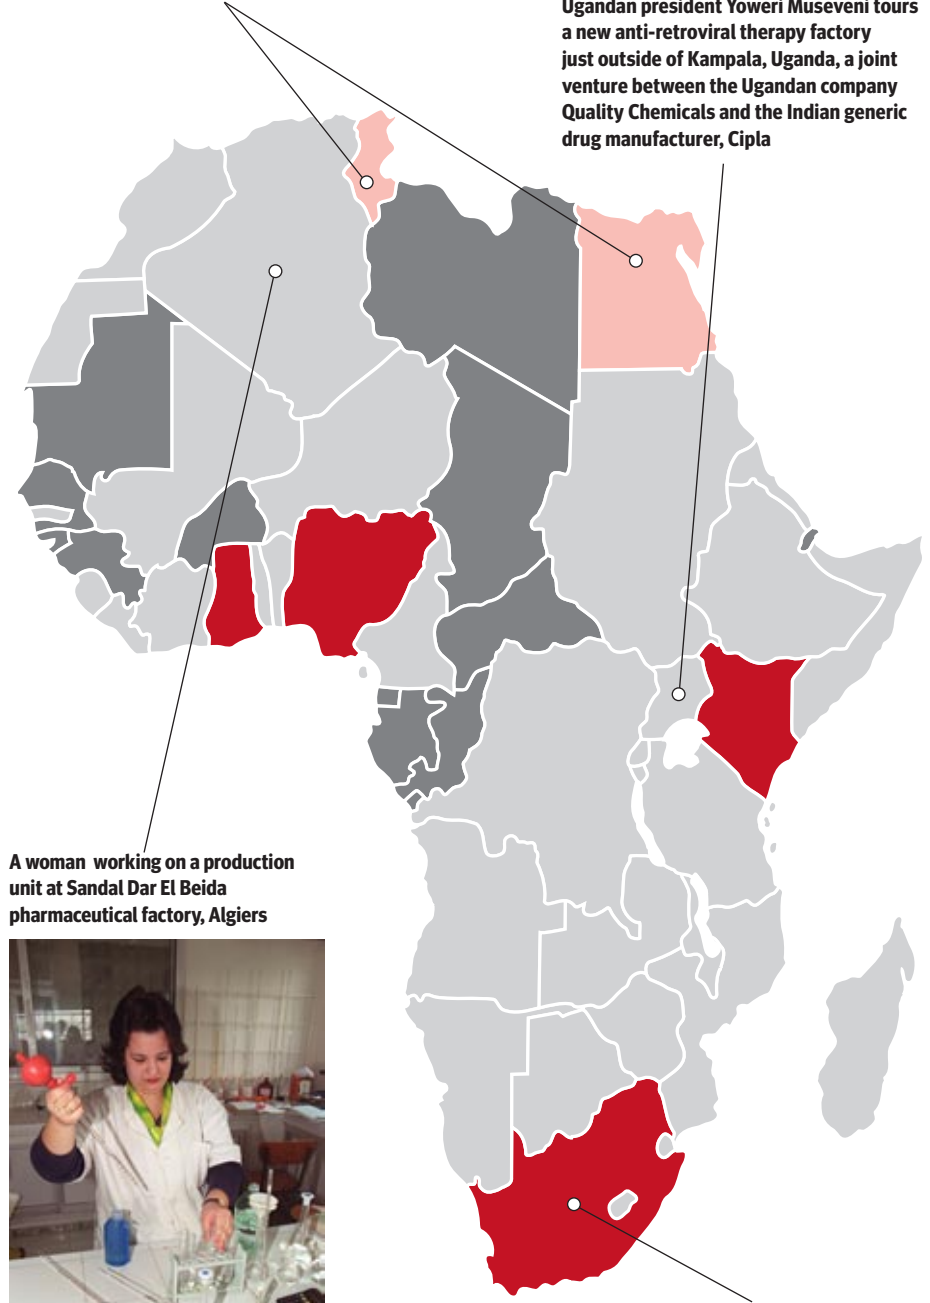 Ugandan president Yoweri Museveni tours
a new anti-retroviral therapy factory
just outside of Kampala, Uganda, a joint
venture between the Ugandan company
Quality Chemicals and the Indian generic
drug manufacturer, Cipla
A woman working on a production
unit at Sandal Dar El Beida
pharmaceutical factory, Algiers